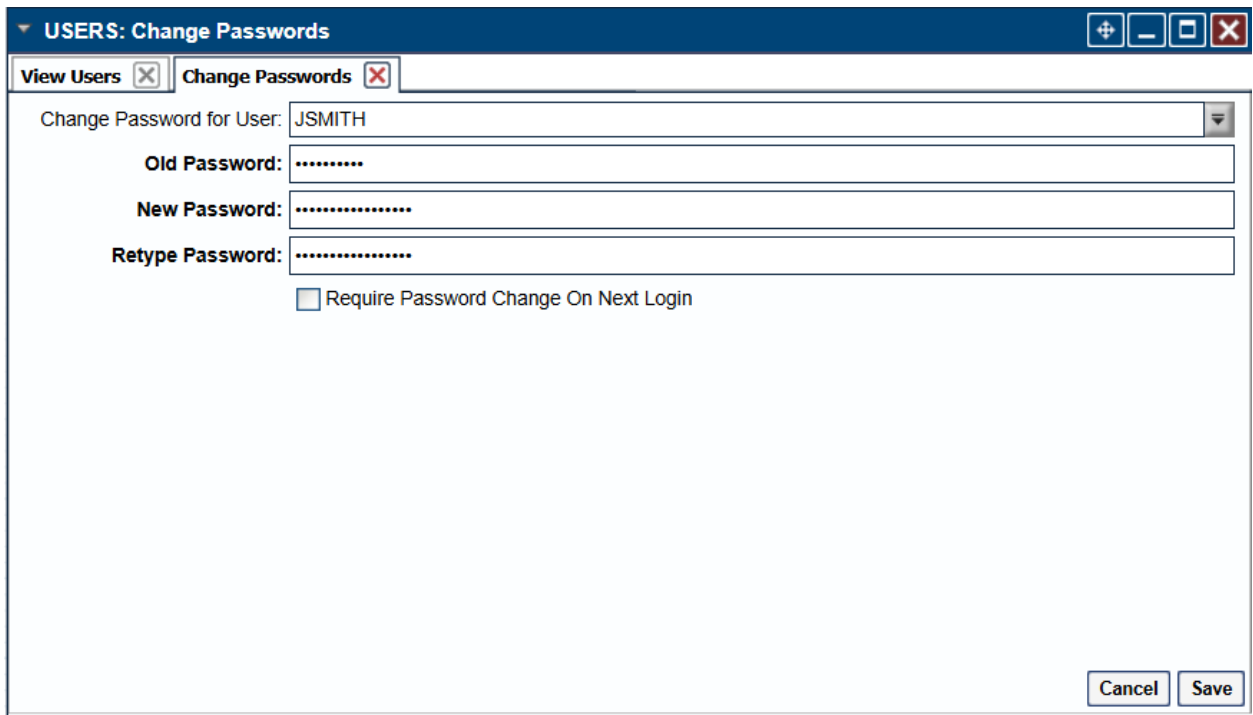 USERS: Change Passwords
View Users Change Passwords
Change Password for User: JSMITH
Old Password: ••••••••••
New Password: •••••••••••••••••
Retype Password: •••••••••••••••••
Require Password Change On Next Login
Cancel Save